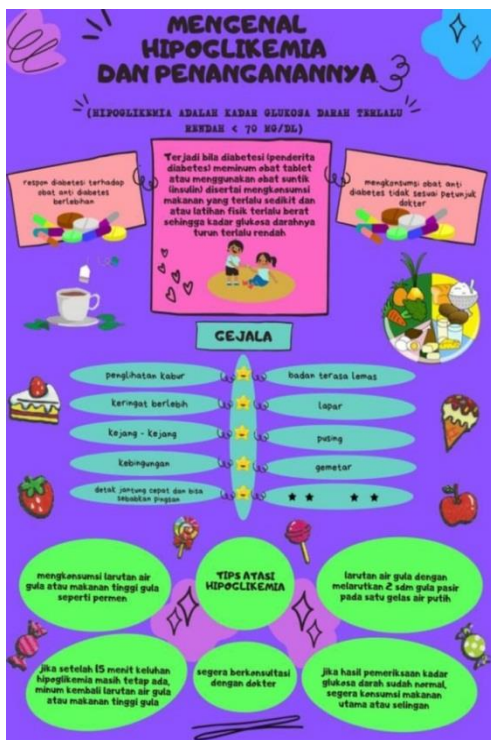 MENGENAL
HIPOGLIKEMIA
DAN PENANGANANNYA
(HIPOGLIKEMIA ADALAH KADAR GLUKOSA DARAH TERLALU
RENDAH < 70 MG/DL)
respon diabetesi terhadap
obat anti diabetes
berlebihan
Terjadi bila diabetesi (penderita
diabetes) meminum obat tablet
atau menggunakan obat suntik
(insulin) disertai mengkonsumsi
makanan yang terlalu sedikit dan
atau latihan fisik terlalu berat
sehingga kadar glukosa darahnya
turun terlalu rendah
mengkonsumsi obat anti
diabetes tidak sesuai petunjuk
dokter
GEJALA
penglihatan kabur
badan terasa lemas
keringat berlebih
lapar
kejang - kejang
pusing
kebingungan
gemetar
detak jantung cepat dan bisa
sebabkan pingsan
mengkonsumsi larutan air
gula atau makanan tinggi gula
seperti permen
TIPS ATASI
HIPOGLIKEMIA
larutan air gula dengan
melarutkan 2 sdm gula pasir
pada satu gelas air putih
jika setelah 15 menit keluhan
hipoglikemia masih tetap ada,
minum kembali larutan air gula
atau makanan tinggi gula
segera berkonsultasi
dengan dokter
jika hasil pemeriksaan kadar
glukosa darah sudah normal,
segera konsumsi makanan
utama atau selingan